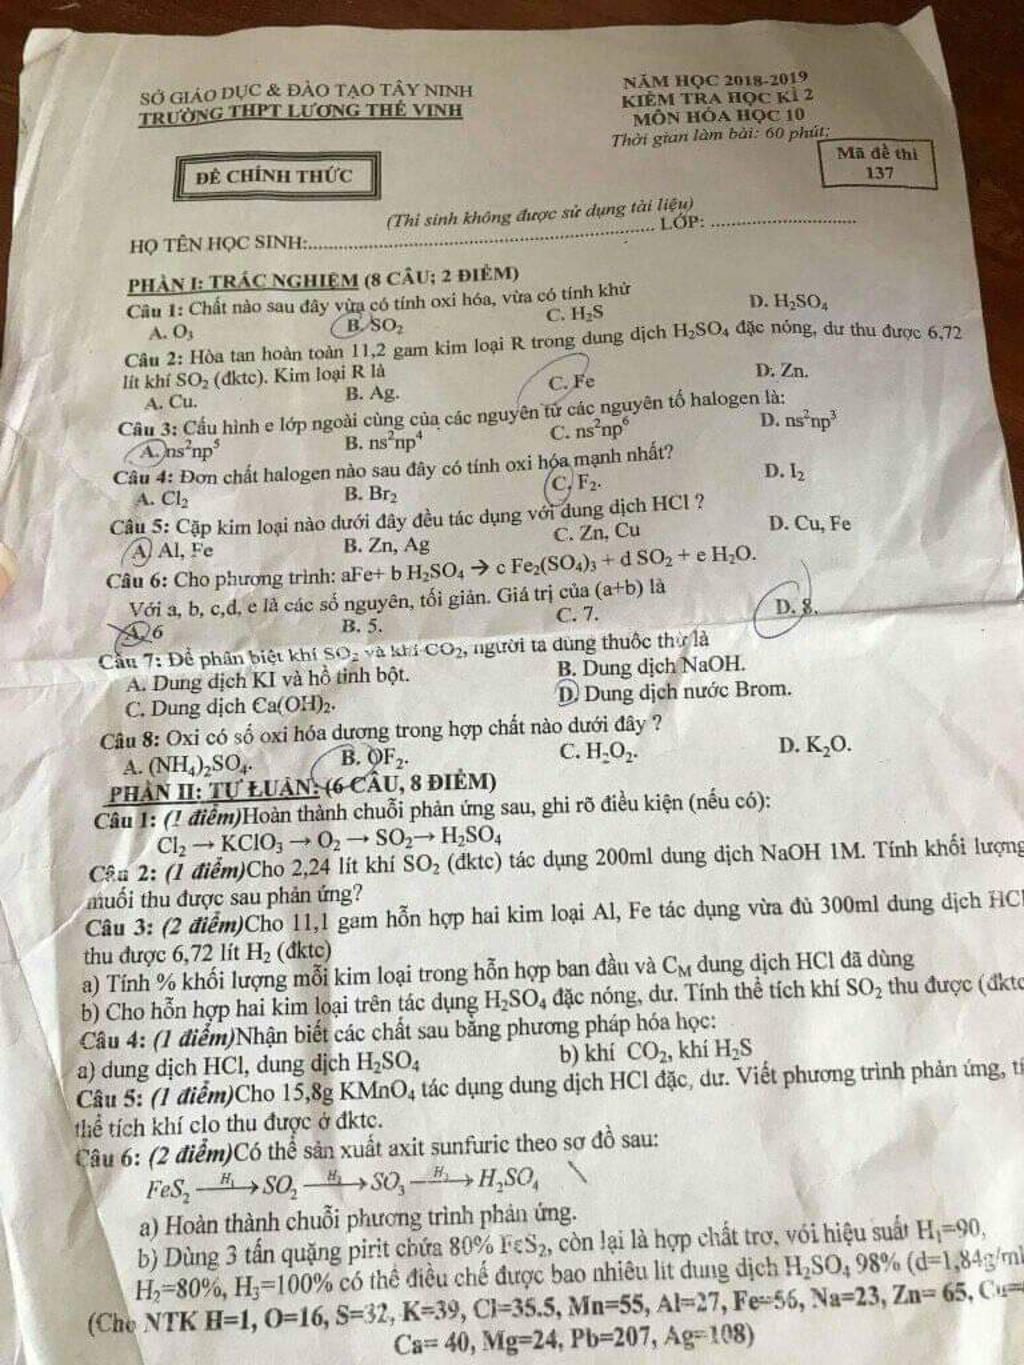 SỞ GIÁO DỤC & ĐÀO TẠO TÂY NINH
TRƯỜNG THPT LƯƠNG THẾ VINH
NĂM HỌC 2018-2019
KIỂM TRA HỌC KÌ 2
MÔN HÓA HỌC 10
Thời gian làm bài: 60 phút;
ĐỀ CHÍNH THỨC
Mã đề thi
137
(Thí sinh không được sử dụng tài liệu)
HỌ TÊN HỌC SINH:........................................ LỚP: ....................
PHẦN I: TRẮC NGHIỆM (8 CÂU; 2 ĐIỂM)
Câu 1: Chất nào sau đây vừa có tính oxi hóa, vừa có tính khử
A. O₃ B. SO₂ C. H₂S D. H₂SO₄
Câu 2: Hòa tan hoàn toàn 11,2 gam kim loại R trong dung dịch H₂SO₄ đặc nóng, dư thu được 6,72
lít khí SO₂ (đktc). Kim loại R là
A. Cu. B. Ag. C. Fe D. Zn.
Câu 3: Cấu hình e lớp ngoài cùng của các nguyên tử các nguyên tố halogen là:
A. ns²np⁵ B. ns²np⁴ C. ns²np⁶ D. ns²np³
Câu 4: Đơn chất halogen nào sau đây có tính oxi hóa mạnh nhất?
A. Cl₂ B. Br₂ C. F₂. D. I₂
Câu 5: Cặp kim loại nào dưới đây đều tác dụng với dung dịch HCl ?
A. Al, Fe B. Zn, Ag C. Zn, Cu D. Cu, Fe
Câu 6: Cho phương trình: aFe+ b H₂SO₄ → c Fe₂(SO₄)₃ + d SO₂ + e H₂O.
Với a, b, c,d, e là các số nguyên, tối giản. Giá trị của (a+b) là
A. 6 B. 5. C. 7. D. 8.
Câu 7: Để phân biệt khí SO₂ và khí CO₂, người ta dùng thuốc thử là
A. Dung dịch KI và hồ tinh bột. B. Dung dịch NaOH.
C. Dung dịch Ca(OH)₂. D. Dung dịch nước Brom.
Câu 8: Oxi có số oxi hóa dương trong hợp chất nào dưới đây ?
A. (NH₄)₂SO₄. B. OF₂. C. H₂O₂. D. K₂O.
PHẦN II: TỰ LUẬN: (6 CÂU, 8 ĐIỂM)
Câu 1: (1 điểm)Hoàn thành chuỗi phản ứng sau, ghi rõ điều kiện (nếu có):
Cl₂ → KClO₃ → O₂ → SO₂→ H₂SO₄
Câu 2: (1 điểm)Cho 2,24 lít khí SO₂ (đktc) tác dụng 200ml dung dịch NaOH 1M. Tính khối lượng
muối thu được sau phản ứng?
Câu 3: (2 điểm)Cho 11,1 gam hỗn hợp hai kim loại Al, Fe tác dụng vừa đủ 300ml dung dịch HCl
thu được 6,72 lít H₂ (đktc)
a) Tính % khối lượng mỗi kim loại trong hỗn hợp ban đầu và C_M dung dịch HCl đã dùng
b) Cho hỗn hợp hai kim loại trên tác dụng H₂SO₄ đặc nóng, dư. Tính thể tích khí SO₂ thu được (đktc
Câu 4: (1 điểm)Nhận biết các chất sau bằng phương pháp hóa học:
a) dung dịch HCl, dung dịch H₂SO₄ b) khí CO₂, khí H₂S
Câu 5: (1 điểm)Cho 15,8g KMnO₄ tác dụng dung dịch HCl đặc, dư. Viết phương trình phản ứng,
thể tích khí clo thu được ở đktc.
Câu 6: (2 điểm)Có thể sản xuất axit sunfuric theo sơ đồ sau:
FeS₂ —H₁→ SO₂ —H₂→ SO₃ —H₃→ H₂SO₄
a) Hoàn thành chuỗi phương trình phản ứng.
b) Dùng 3 tấn quặng pirit chứa 80% FeS₂, còn lại là hợp chất trơ, với hiệu suất H₁=90,
H₂=80%, H₃=100% có thể điều chế được bao nhiêu lít dung dịch H₂SO₄ 98% (d=1,84g/ml
(Cho NTK H=1, O=16, S=32, K=39, Cl=35.5, Mn=55, Al=27, Fe=56, Na=23, Zn= 65,
Ca= 40, Mg=24, Pb=207, Ag=108)